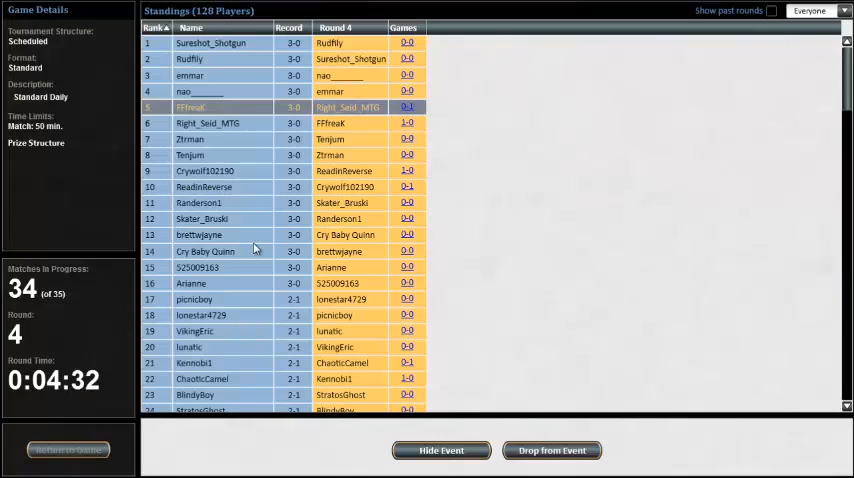 Game Details
Tournament Structure:
Scheduled
Format:
Standard
Description:
Standard Daily
Time Limits:
Match: 50 min.
Prize Structure
Matches In Progress:
34 (of 35)
Round:
4
Round Time:
0:04:32
Return to Game
Standings (128 Players)
Show past rounds
Everyone
Rank Name Record Round 4 Games
1 Sureshot_Shotgun 3-0 Rudfily 0-0
2 Rudfily 3-0 Sureshot_Shotgun 0-0
3 emmar 3-0 nao_______ 0-0
4 nao_______ 3-0 emmar 0-0
5 FFfreaK 3-0 Right_Seid_MTG 0-1
6 Right_Seid_MTG 3-0 FFfreaK 1-0
7 Ztrman 3-0 Tenjum 0-0
8 Tenjum 3-0 Ztrman 0-0
9 Crywolf102190 3-0 ReadinReverse 1-0
10 ReadinReverse 3-0 Crywolf102190 0-1
11 Randerson1 3-0 Skater_Bruski 0-0
12 Skater_Bruski 3-0 Randerson1 0-0
13 brettwjayne 3-0 Cry Baby Quinn 0-0
14 Cry Baby Quinn 3-0 brettwjayne 0-0
15 525009163 3-0 Arianne 0-0
16 Arianne 3-0 525009163 0-0
17 picnicboy 2-1 lonestar4729 0-0
18 lonestar4729 2-1 picnicboy 0-0
19 VikingEric 2-1 lunatic 0-0
20 lunatic 2-1 VikingEric 0-0
21 Kennobi1 2-1 ChaoticCamel 0-1
22 ChaoticCamel 2-1 Kennobi1 1-0
23 BlindyBoy 2-1 StratosGhost 0-0
24 StratosGhost 2-1 BlindyBoy 0-0
Hide Event
Drop from Event